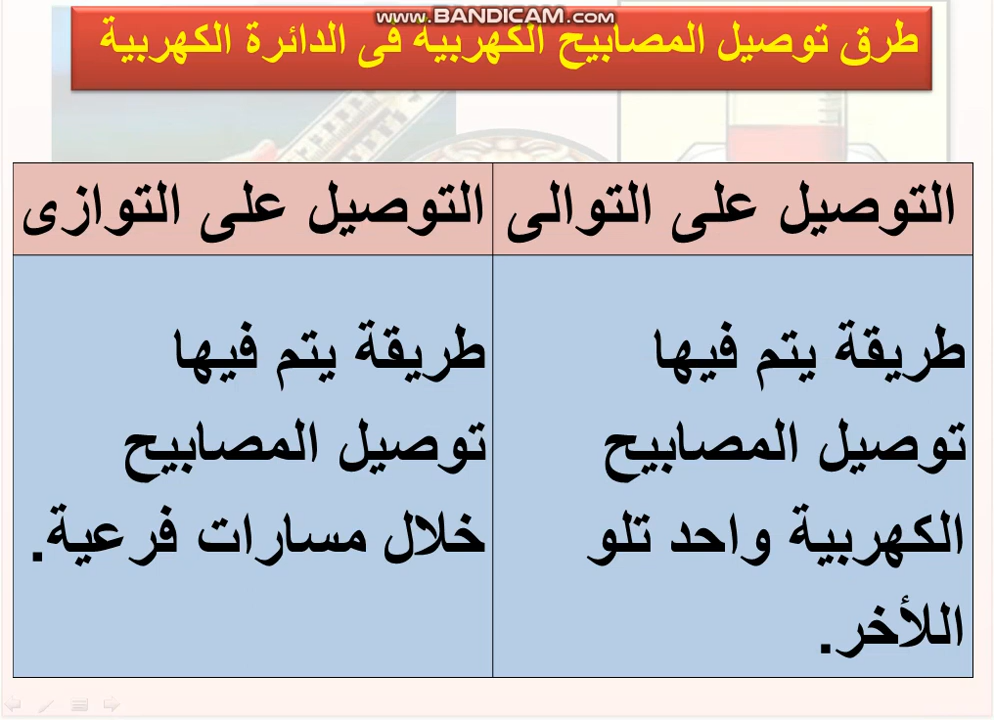 www.BANDICAM.com
طرق توصيل المصابيح الكهربية فى الدائرة الكهربية
التوصيل على التوالى
التوصيل على التوازى
طريقة يتم فيها
توصيل المصابيح
الكهربية واحد تلو
اللأخر.
طريقة يتم فيها
توصيل المصابيح
خلال مسارات فرعية.